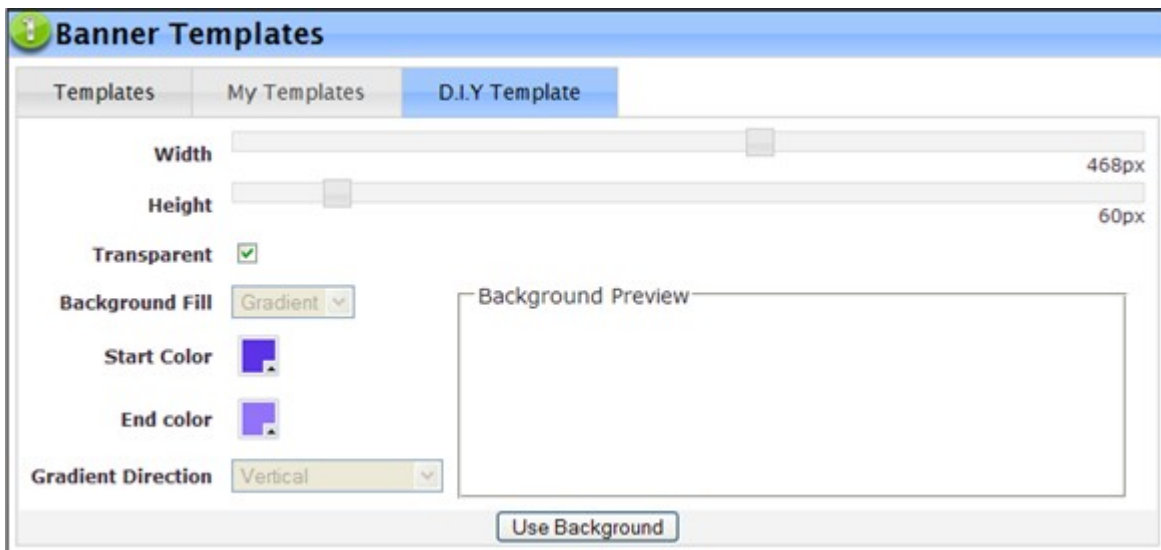 1 Banner Templates
Templates My Templates D.I.Y Template
Width
468px
Height
60px
Transparent
Background Fill Gradient
Background Preview
Start Color
End color
Gradient Direction Vertical
Use Background